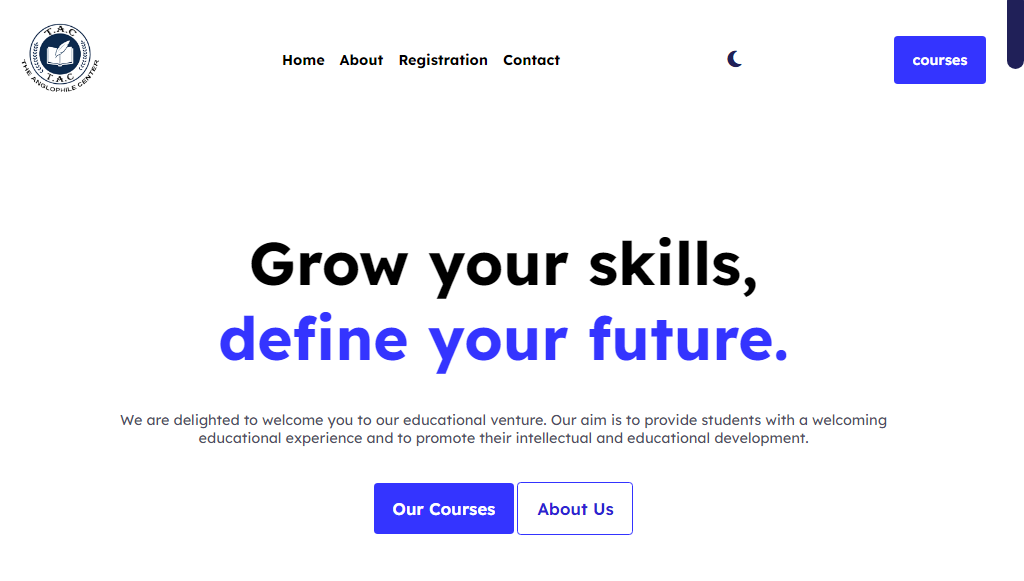 T.A.C
T.A.C
THE ANGLOPHILE CENTER
Home About Registration Contact
courses
Grow your skills,
define your future.
We are delighted to welcome you to our educational venture. Our aim is to provide students with a welcoming
educational experience and to promote their intellectual and educational development.
Our Courses About Us